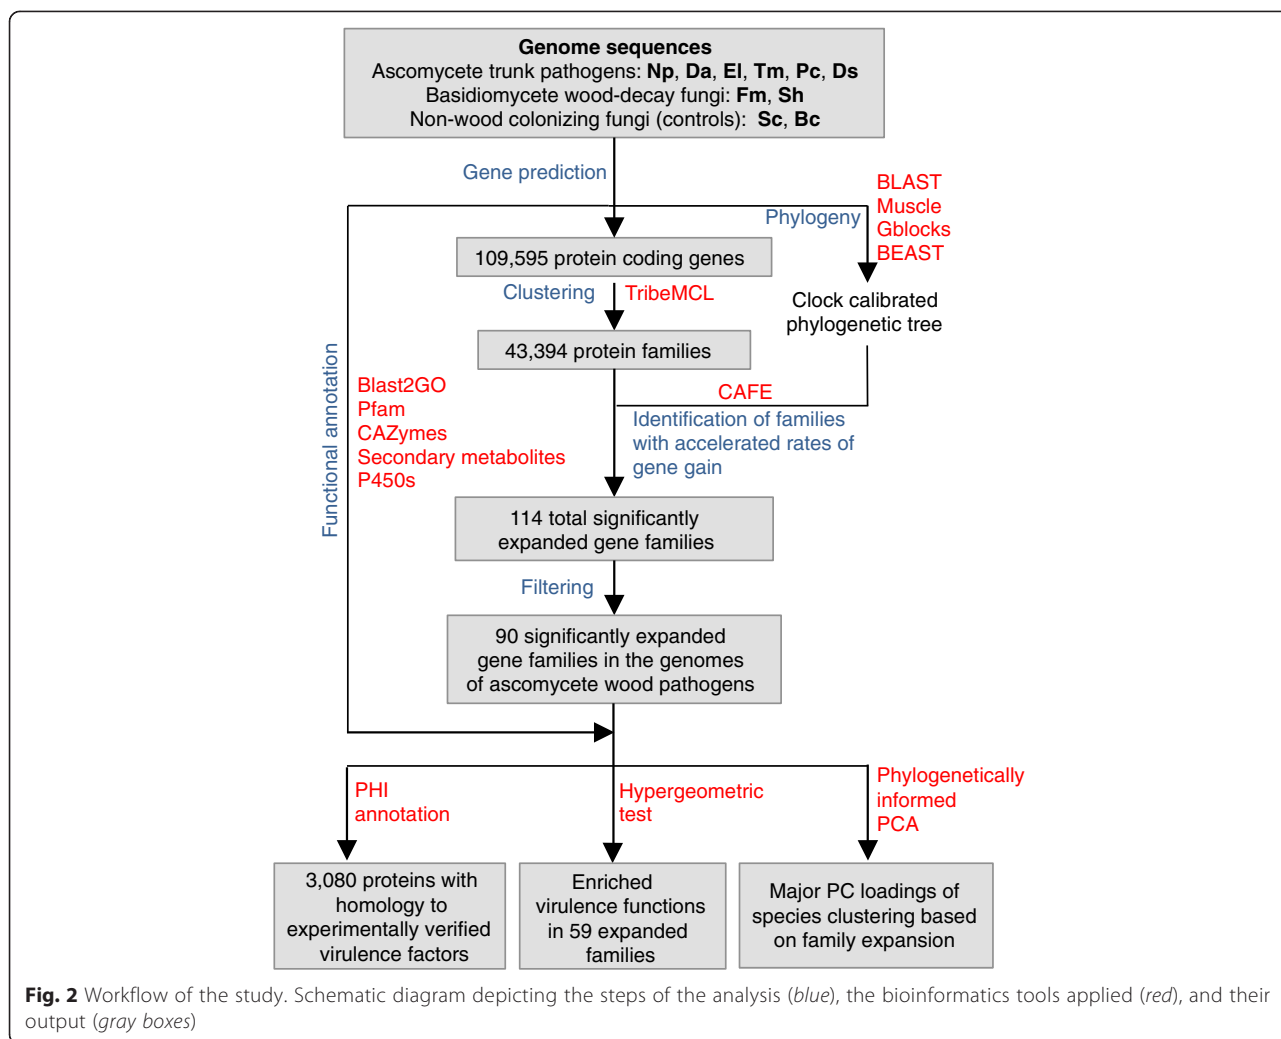 Genome sequences
Ascomycete trunk pathogens: Np, Da, El, Tm, Pc, Ds
Basidiomycete wood-decay fungi: Fm, Sh
Non-wood colonizing fungi (controls): Sc, Bc
Gene prediction
BLAST
Muscle
Gblocks
BEAST
Phylogeny
109,595 protein coding genes
Clustering
TribeMCL
Clock calibrated
phylogenetic tree
43,394 protein families
Functional annotation
Blast2GO
Pfam
CAZymes
Secondary metabolites
P450s
CAFE
Identification of families
with accelerated rates of
gene gain
114 total significantly
expanded gene families
Filtering
90 significantly expanded
gene families in the genomes
of ascomycete wood pathogens
PHI
annotation
Hypergeometric
test
Phylogenetically
informed
PCA
3,080 proteins with
homology to
experimentally verified
virulence factors
Enriched
virulence functions
in 59 expanded
families
Major PC loadings of
species clustering based
on family expansion
Fig. 2 Workflow of the study. Schematic diagram depicting the steps of the analysis (blue), the bioinformatics tools applied (red), and their
output (gray boxes)